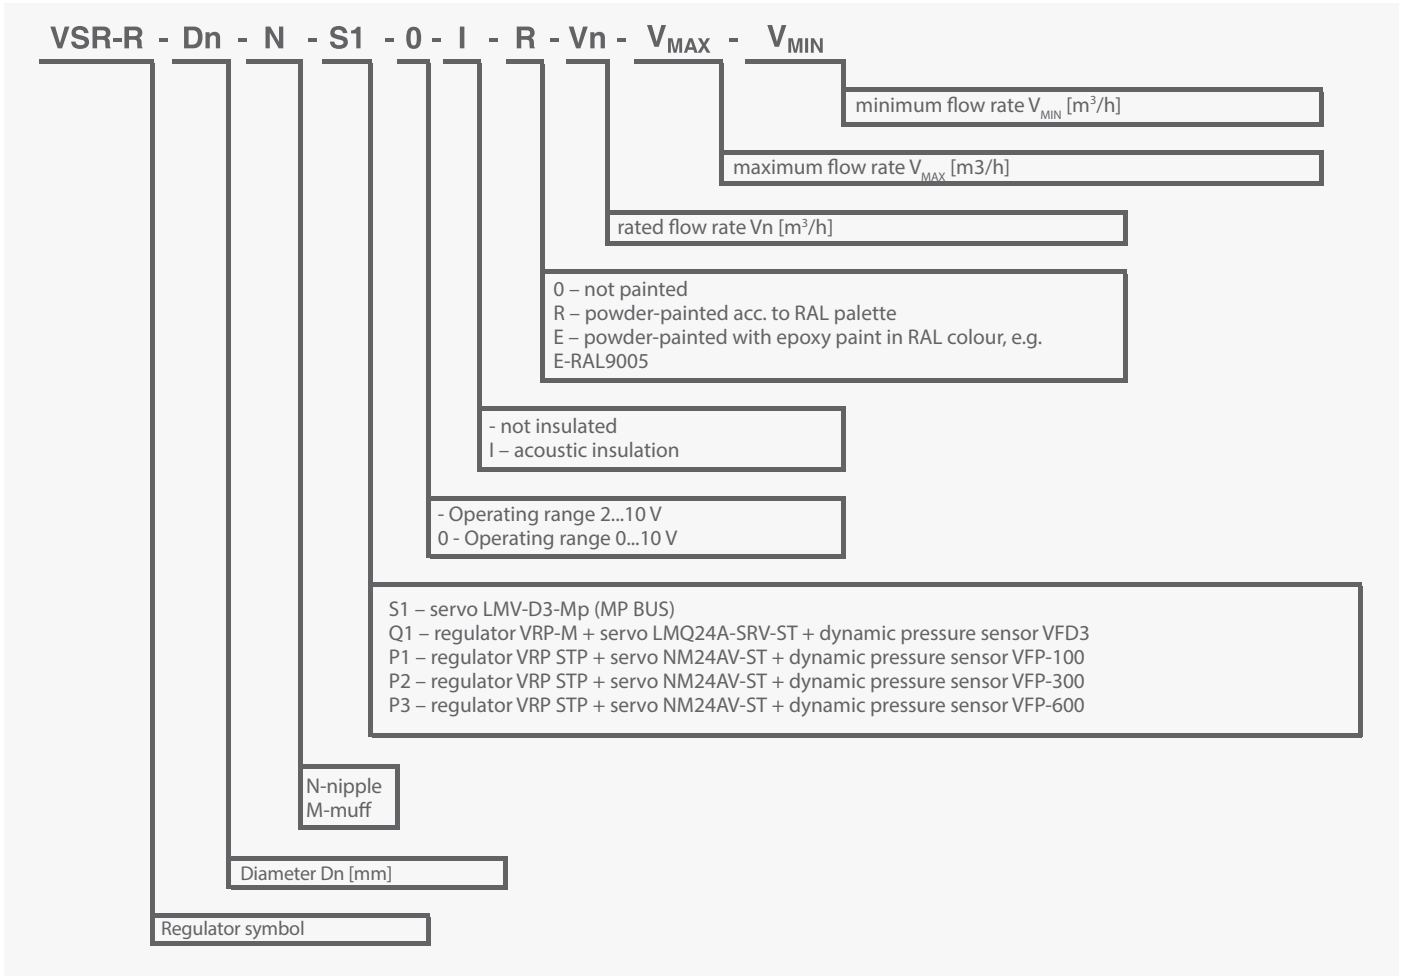 VSR-R - Dn - N - S1 - 0 - I - R - Vn - VMAX - VMIN
minimum flow rate VMIN [m³/h]
maximum flow rate VMAX [m3/h]
rated flow rate Vn [m³/h]
0 – not painted
R – powder-painted acc. to RAL palette
E – powder-painted with epoxy paint in RAL colour, e.g.
E-RAL9005
- not insulated
I – acoustic insulation
- Operating range 2...10 V
0 - Operating range 0...10 V
S1 – servo LMV-D3-Mp (MP BUS)
Q1 – regulator VRP-M + servo LMQ24A-SRV-ST + dynamic pressure sensor VFD3
P1 – regulator VRP STP + servo NM24AV-ST + dynamic pressure sensor VFP-100
P2 – regulator VRP STP + servo NM24AV-ST + dynamic pressure sensor VFP-300
P3 – regulator VRP STP + servo NM24AV-ST + dynamic pressure sensor VFP-600
N-nipple
M-muff
Diameter Dn [mm]
Regulator symbol